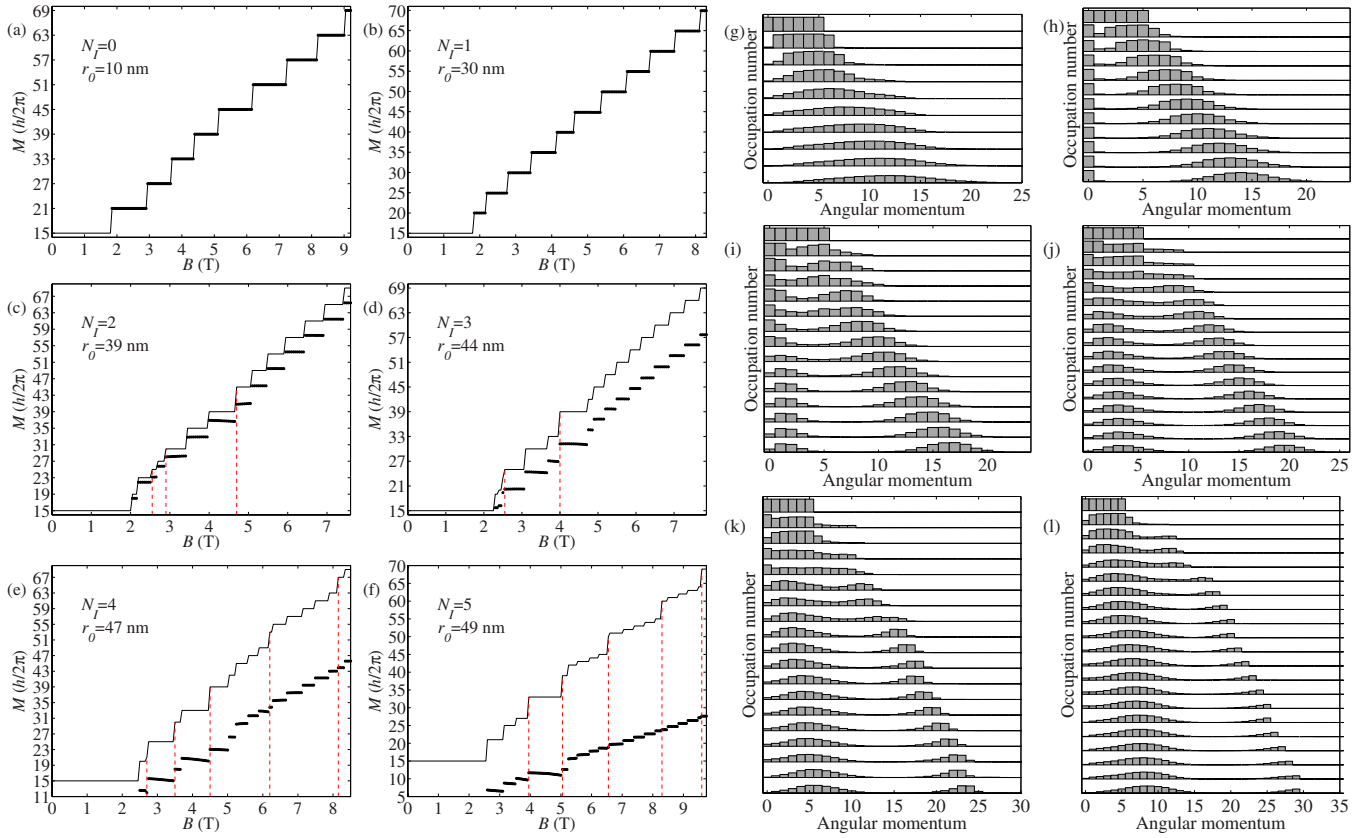 (a)
N_I=0
r_0=10 nm
M (h/2π)
69
63
57
51
45
39
33
27
21
15
0 1 2 3 4 5 6 7 8 9
B (T)
(b)
N_I=1
r_0=30 nm
M (h/2π)
70
65
60
55
50
45
40
35
30
25
20
15
0 1 2 3 4 5 6 7 8
B (T)
(c)
N_I=2
r_0=39 nm
M (h/2π)
67
63
59
55
51
47
43
39
35
31
27
23
19
14
0 1 2 3 4 5 6 7
B (T)
(d)
N_I=3
r_0=44 nm
M (h/2π)
69
63
57
51
45
39
33
27
21
15
0 1 2 3 4 5 6 7
B (T)
(e)
N_I=4
r_0=47 nm
M (h/2π)
67
63
59
55
51
47
43
39
35
31
27
23
19
15
11
0 1 2 3 4 5 6 7 8
B (T)
(f)
N_I=5
r_0=49 nm
M (h/2π)
70
65
60
55
50
45
40
35
30
25
20
15
10
5
0 1 2 3 4 5 6 7 8 9
B (T)
(g)
Occupation number
0 5 10 15 20 25
Angular momentum
(h)
Occupation number
0 5 10 15 20
Angular momentum
(i)
Occupation number
0 5 10 15 20
Angular momentum
(j)
Occupation number
0 5 10 15 20 25
Angular momentum
(k)
Occupation number
0 5 10 15 20 25 30
Angular momentum
(l)
Occupation number
0 5 10 15 20 25 30 35
Angular momentum